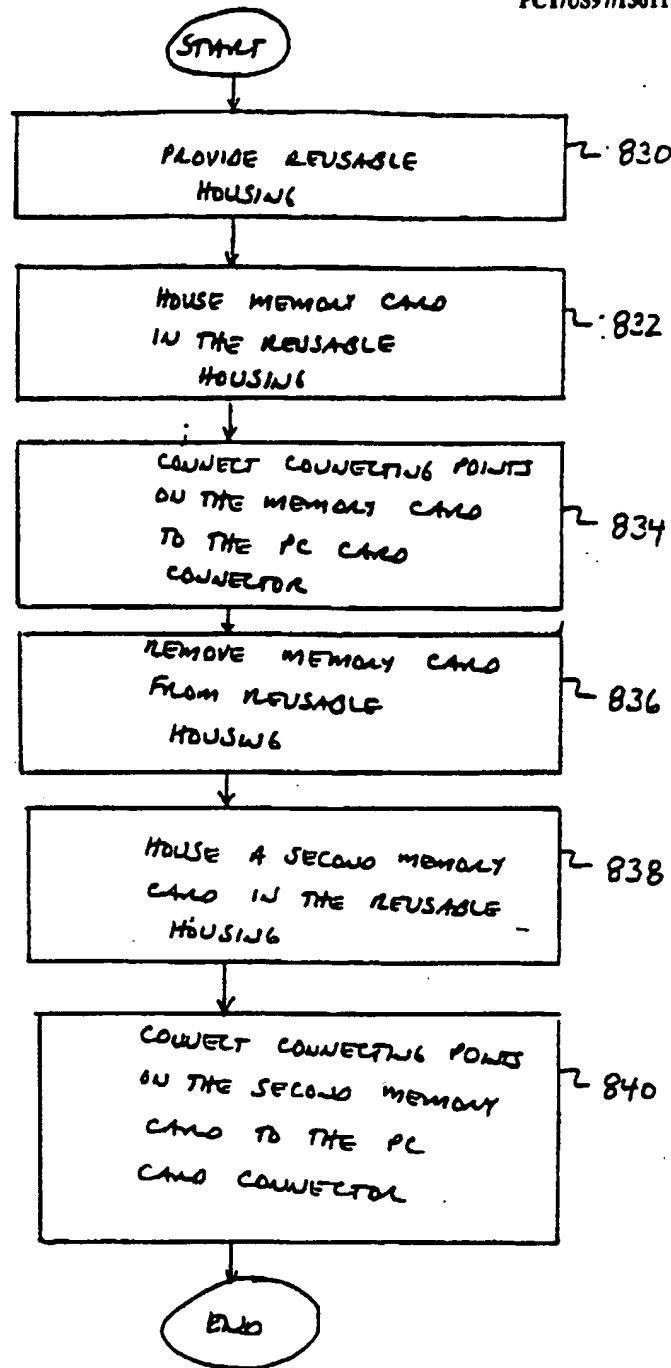 START
PROVIDE REUSABLE
HOUSING
830
HOUSE MEMORY CARD
IN THE REUSABLE
HOUSING
832
CONNECT CONNECTING POINTS
ON THE MEMORY CARD
TO THE PC CARD
CONNECTOR
834
REMOVE MEMORY CARD
FROM REUSABLE
HOUSING
836
HOUSE A SECOND MEMORY
CARD IN THE REUSABLE
HOUSING
838
CONNECT CONNECTING POINTS
ON THE SECOND MEMORY
CARD TO THE PC
CARD CONNECTOR
840
END